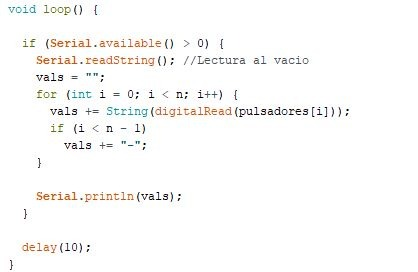 void loop() {
if (Serial.available() > 0) {
Serial.readString(); //Lectura al vacio
vals = "";
for (int i = 0; i < n; i++) {
vals += String(digitalRead(pulsadores[i]));
if (i < n - 1)
vals += "-";
}
Serial.println(vals);
}
delay(10);
}